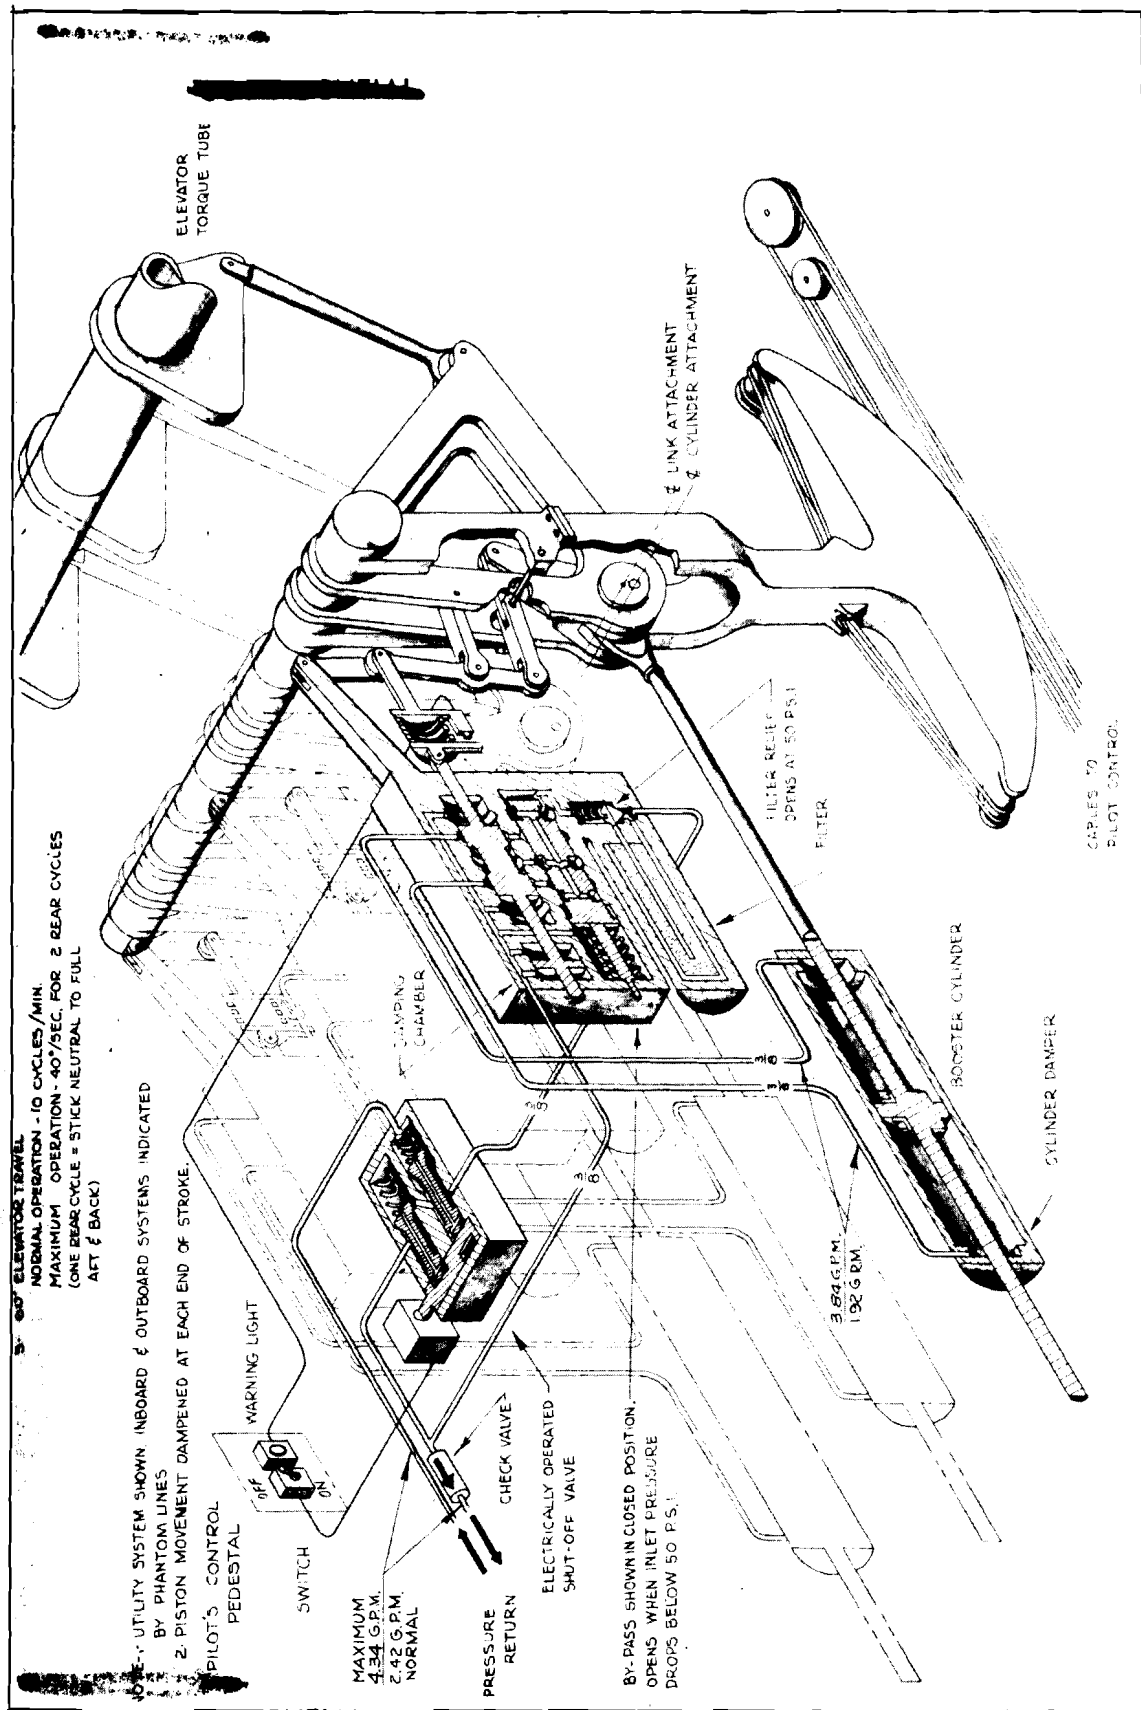 NOTE-1 UTILITY SYSTEM SHOWN. INBOARD & OUTBOARD SYSTEMS INDICATED
BY PHANTOM LINES
2. PISTON MOVEMENT DAMPENED AT EACH END OF STROKE.
3. 60° ELEVATOR TRAVEL
NORMAL OPERATION - 10 CYCLES/MIN.
MAXIMUM OPERATION - 40°/SEC. FOR 2 REAR CYCLES
(ONE REAR CYCLE = STICK NEUTRAL TO FULL
AFT & BACK)
PILOT'S CONTROL
PEDESTAL
WARNING LIGHT
OFF
ON
SWITCH
MAXIMUM
4.34 G.P.M.
2.42 G.P.M.
NORMAL
PRESSURE
RETURN
CHECK VALVE
ELECTRICALLY OPERATED
SHUT-OFF VALVE
BY-PASS SHOWN IN CLOSED POSITION.
OPENS WHEN INLET PRESSURE
DROPS BELOW 50 P.S.I.
DAMPING
CHAMBER
3/8
3/8
3/8
3/8
3.84 G.P.M.
1.92 G.P.M.
CYLINDER DAMPER
BOOSTER CYLINDER
FILTER
FILTER RELIEF
OPENS AT 50 P.S.I.
CABLES TO
PILOT CONTROL
℄ LINK ATTACHMENT
℄ CYLINDER ATTACHMENT
ELEVATOR
TORQUE TUBE